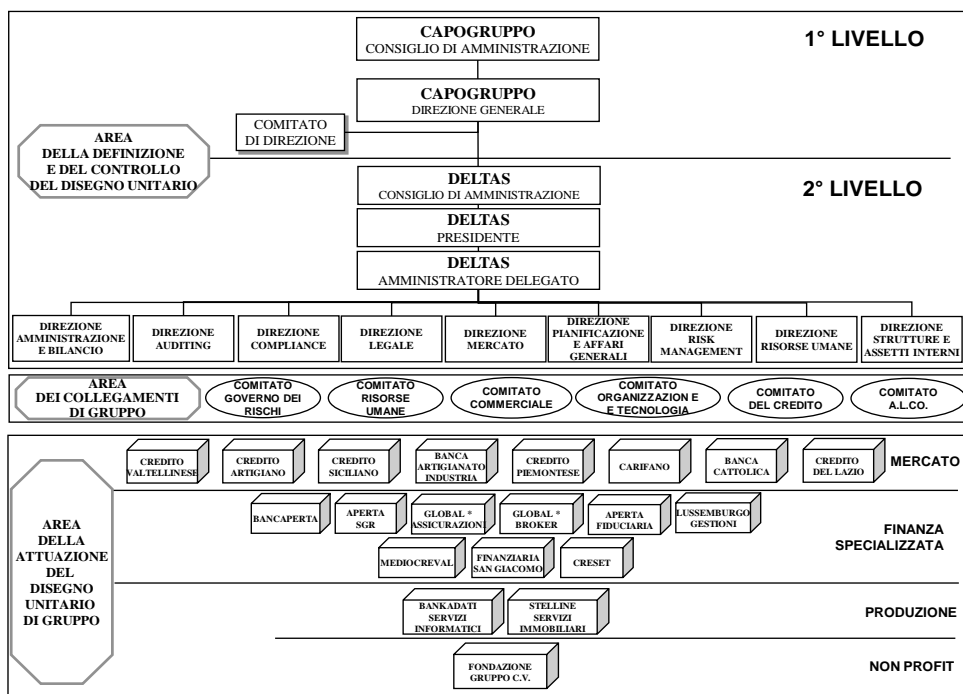 CAPOGRUPPO
CONSIGLIO DI AMMINISTRAZIONE
1° LIVELLO
CAPOGRUPPO
DIREZIONE GENERALE
COMITATO
DI DIREZIONE
AREA
DELLA DEFINIZIONE
E DEL CONTROLLO
DEL DISEGNO UNITARIO
DELTAS
CONSIGLIO DI AMMINISTRAZIONE
2° LIVELLO
DELTAS
PRESIDENTE
DELTAS
AMMINISTRATORE DELEGATO
DIREZIONE
AMMINISTRAZIONE
E BILANCIO
DIREZIONE
AUDITING
DIREZIONE
COMPLIANCE
DIREZIONE
LEGALE
DIREZIONE
MERCATO
DIREZIONE
PIANIFICAZIONE
E AFFARI
GENERALI
DIREZIONE
RISK
MANAGEMENT
DIREZIONE
RISORSE UMANE
DIREZIONE
STRUTTURE E
ASSETTI INTERNI
AREA
DEI COLLEGAMENTI
DI GRUPPO
COMITATO
GOVERNO DEI
RISCHI
COMITATO
RISORSE
UMANE
COMITATO
COMMERCIALE
COMITATO
ORGANIZZAZION E
E TECNOLOGIA
COMITATO
DEL CREDITO
COMITATO
A.L.CO.
AREA
DELLA
ATTUAZIONE
DEL
DISEGNO
UNITARIO
DI GRUPPO
CREDITO
VALTELLINESE
CREDITO
ARTIGIANO
CREDITO
SICILIANO
BANCA
ARTIGIANATO
INDUSTRIA
CREDITO
PIEMONTESE
CARIFANO
BANCA
CATTOLICA
CREDITO
DEL LAZIO
MERCATO
BANCAPERTA
APERTA
SGR
GLOBAL *
ASSICURAZIONI
GLOBAL *
BROKER
APERTA
FIDUCIARIA
LUSSEMBURGO
GESTIONI
FINANZA
SPECIALIZZATA
MEDIOCREVAL
FINANZIARIA
SAN GIACOMO
CRESET
BANKADATI
SERVIZI
INFORMATICI
STELLINE
SERVIZI
IMMOBILIARI
PRODUZIONE
FONDAZIONE
GRUPPO C.V.
NON PROFIT